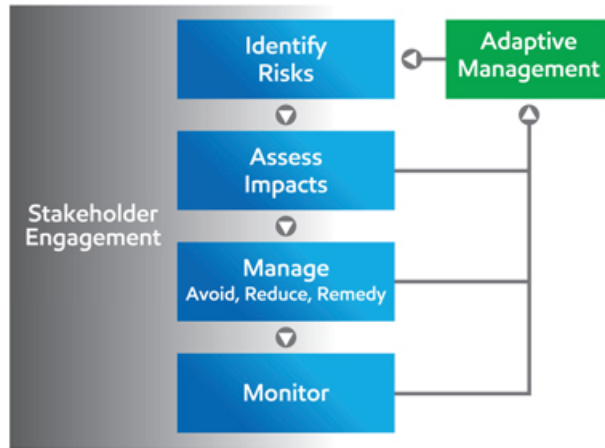 Identify
Risks
Adaptive
Management
Assess
Impacts
Stakeholder
Engagement
Manage
Avoid, Reduce, Remedy
Monitor